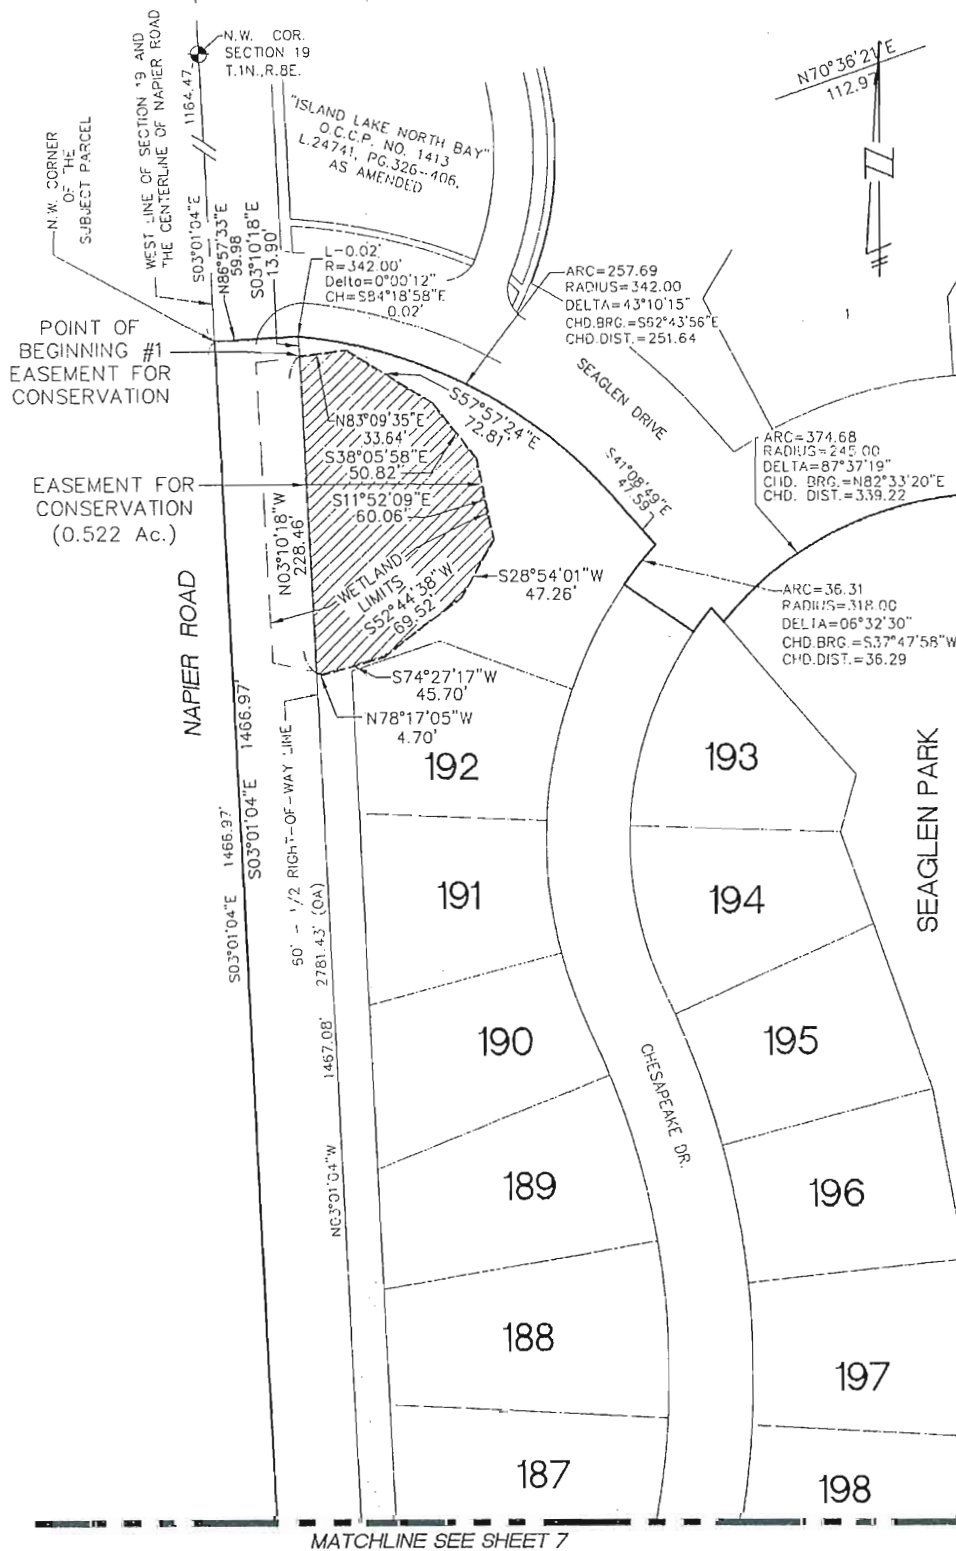 N.W. COR.
SECTION 19
T.1N.,R.8E.
1164.47
WEST LINE OF SECTION 19 AND
THE CENTERLINE OF NAPIER ROAD
N.W. CORNER
OF THE
SUBJECT PARCEL
"ISLAND LAKE NORTH BAY"
O.C.C.P. NO. 1413
L.24741, PG.326--406,
AS AMENDED
N70°36'21"E
112.97
S03°01'04"E
N86°57'33"E
59.98
S03°10'18"E
13.90'
L-0.02'
R=342.00'
Delta=0°00'12"
CH=S84°18'58"E
0.02'
ARC=257.69
RADIUS=342.00
DELTA=43°10'15"
CHD.BRG.=S62°43'56"E
CHD.DIST.=251.64
1
POINT OF
BEGINNING #1
EASEMENT FOR
CONSERVATION
SEAGLEN DRIVE
S57°57'24"E
72.81'
N83°09'35"E
33.64'
S38°05'58"E
50.82'
S11°52'09"E
60.06'
S41°08'49"E
47.59'
ARC=374.68
RADIUS=245.00
DELTA=87°37'19"
CHD. BRG.=N82°33'20"E
CHD. DIST.=339.22
EASEMENT FOR
CONSERVATION
(0.522 Ac.)
N03°10'18"W
228.46'
WETLAND
LIMITS
S52°44'38"W
69.52'
S28°54'01"W
47.26'
ARC=36.31
RADIUS=318.00
DELTA=06°32'30"
CHD.BRG.=S37°47'58"W
CHD.DIST.=36.29
NAPIER ROAD
S74°27'17"W
45.70'
N78°17'05"W
4.70'
1466.97'
S03°01'04"E
1466.97'
S03°01'04"E
60' - 1/2 RIGHT-OF-WAY LINE
2781.43' (OA)
1467.08'
N03°01'04"W
192
193
SEAGLEN PARK
191
194
190
195
CHESAPEAKE DR.
189
196
188
197
187
198
MATCHLINE SEE SHEET 7